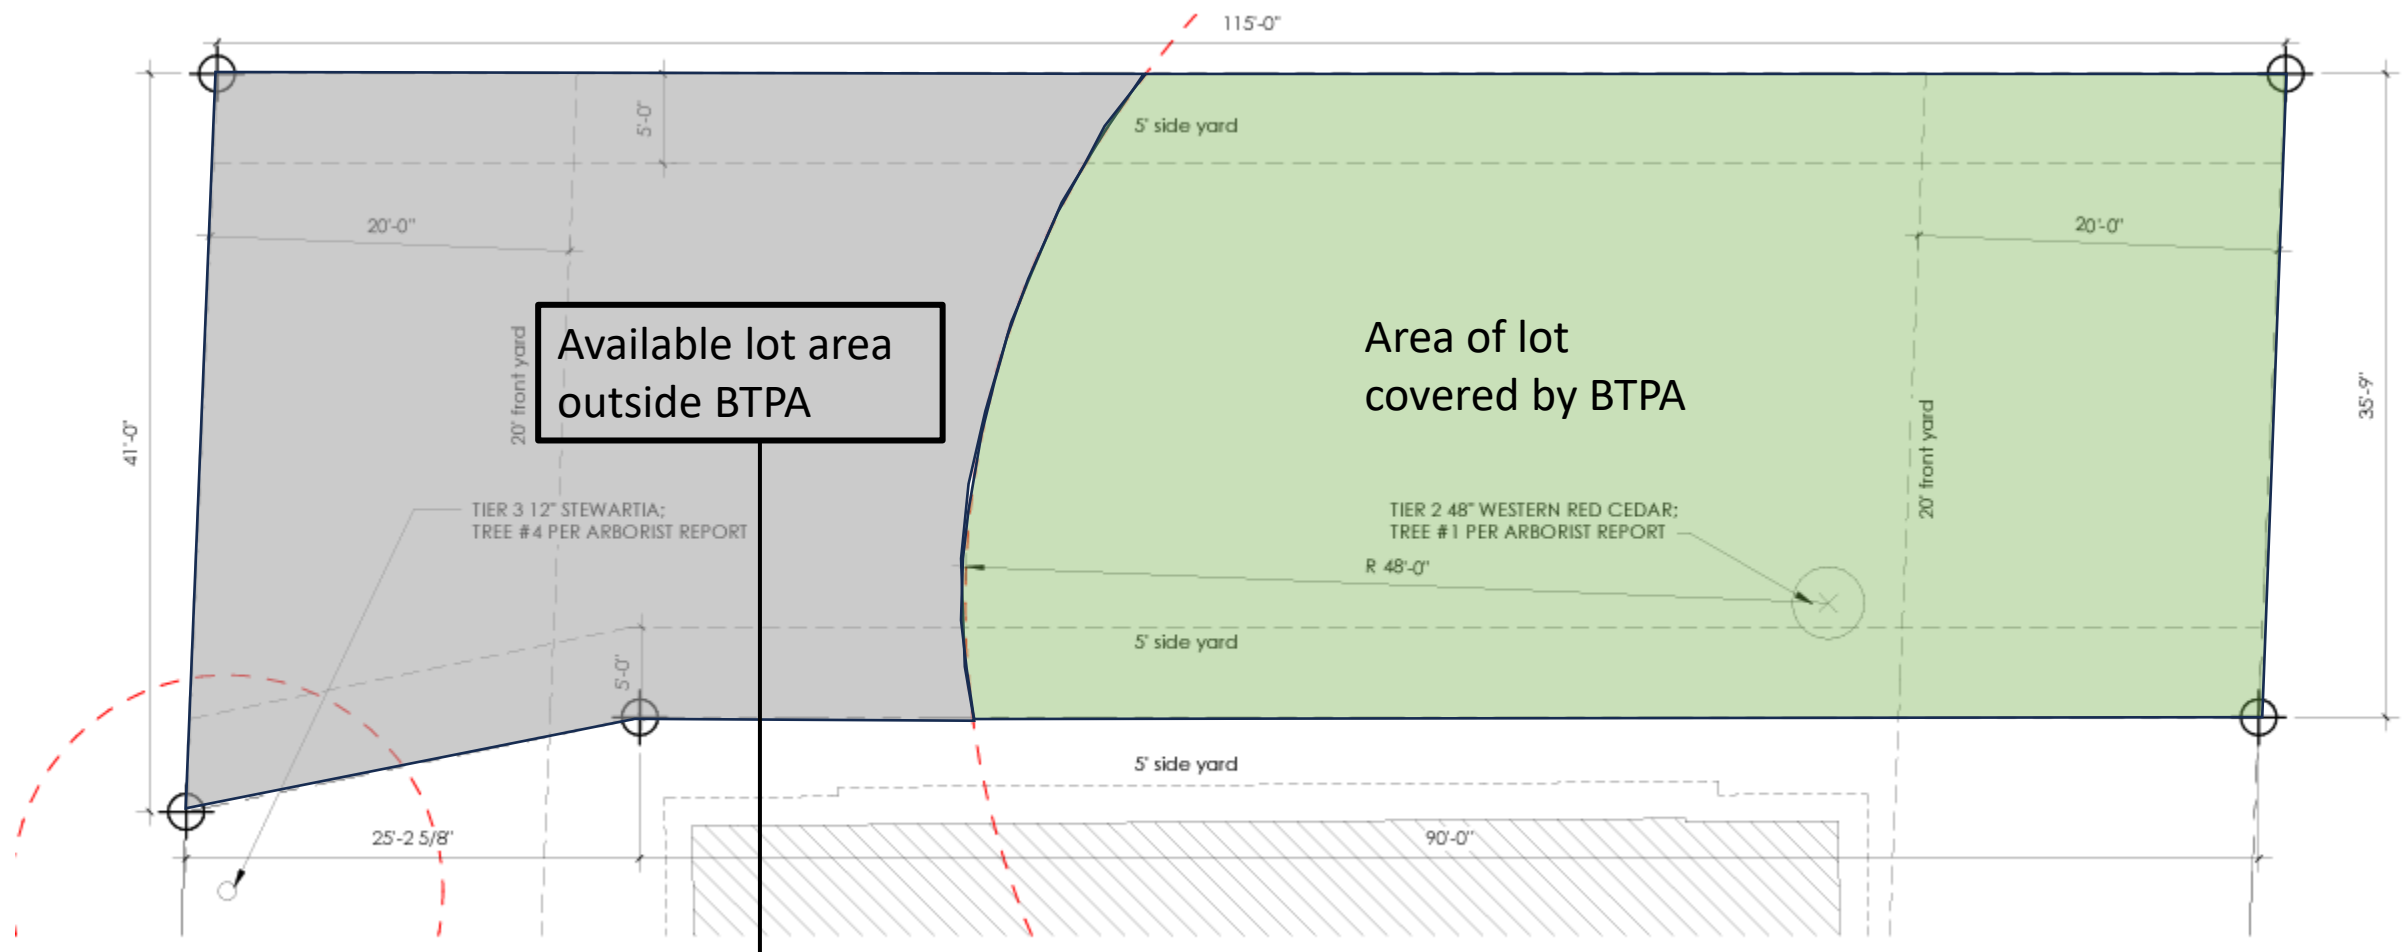 115'-0"
5'-0"
5' side yard
20'-0"
20'-0"
Available lot area
outside BTPA
Area of lot
covered by BTPA
20' front yard
20' front yard
41'-0"
35'-9"
TIER 3 12" STEWARTIA;
TREE #4 PER ARBORIST REPORT
TIER 2 48" WESTERN RED CEDAR;
TREE #1 PER ARBORIST REPORT
R 48'-0"
5'-0"
5' side yard
5' side yard
25'-2 5/8"
90'-0"